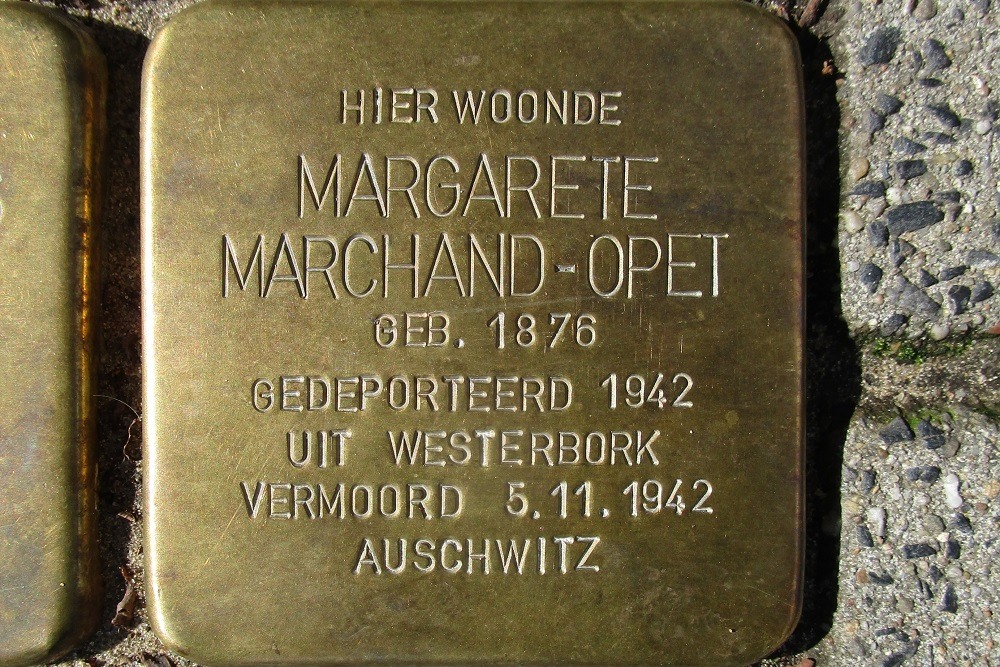 HIER WOONDE
MARGARETE
MARCHAND-OPET
GEB. 1876
GEDEPORTEERD 1942
UIT WESTERBORK
VERMOORD 5.11.1942
AUSCHWITZ